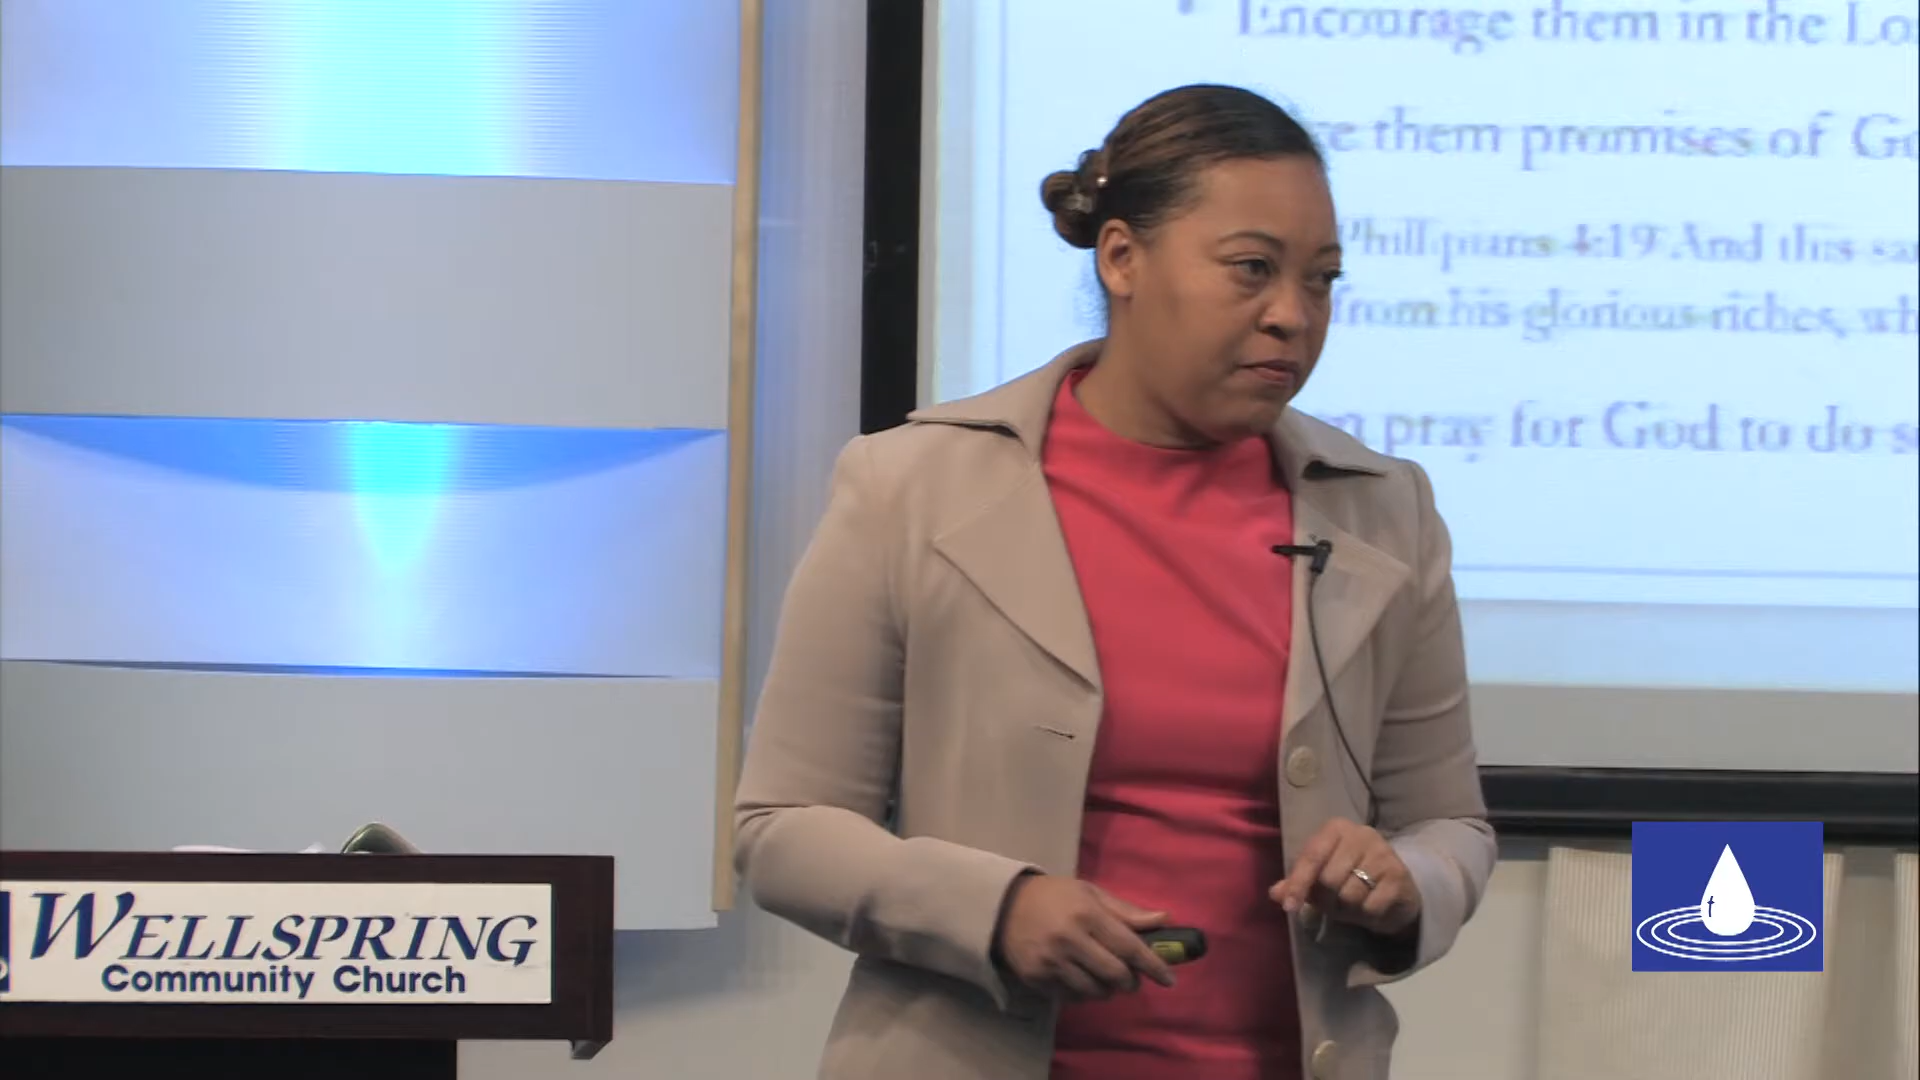 Encourage them in the Lo
them promises of Go
4:19 And this sa
from his glorious riches, wh
pray for God to do s
WELLSPRING
Community Church